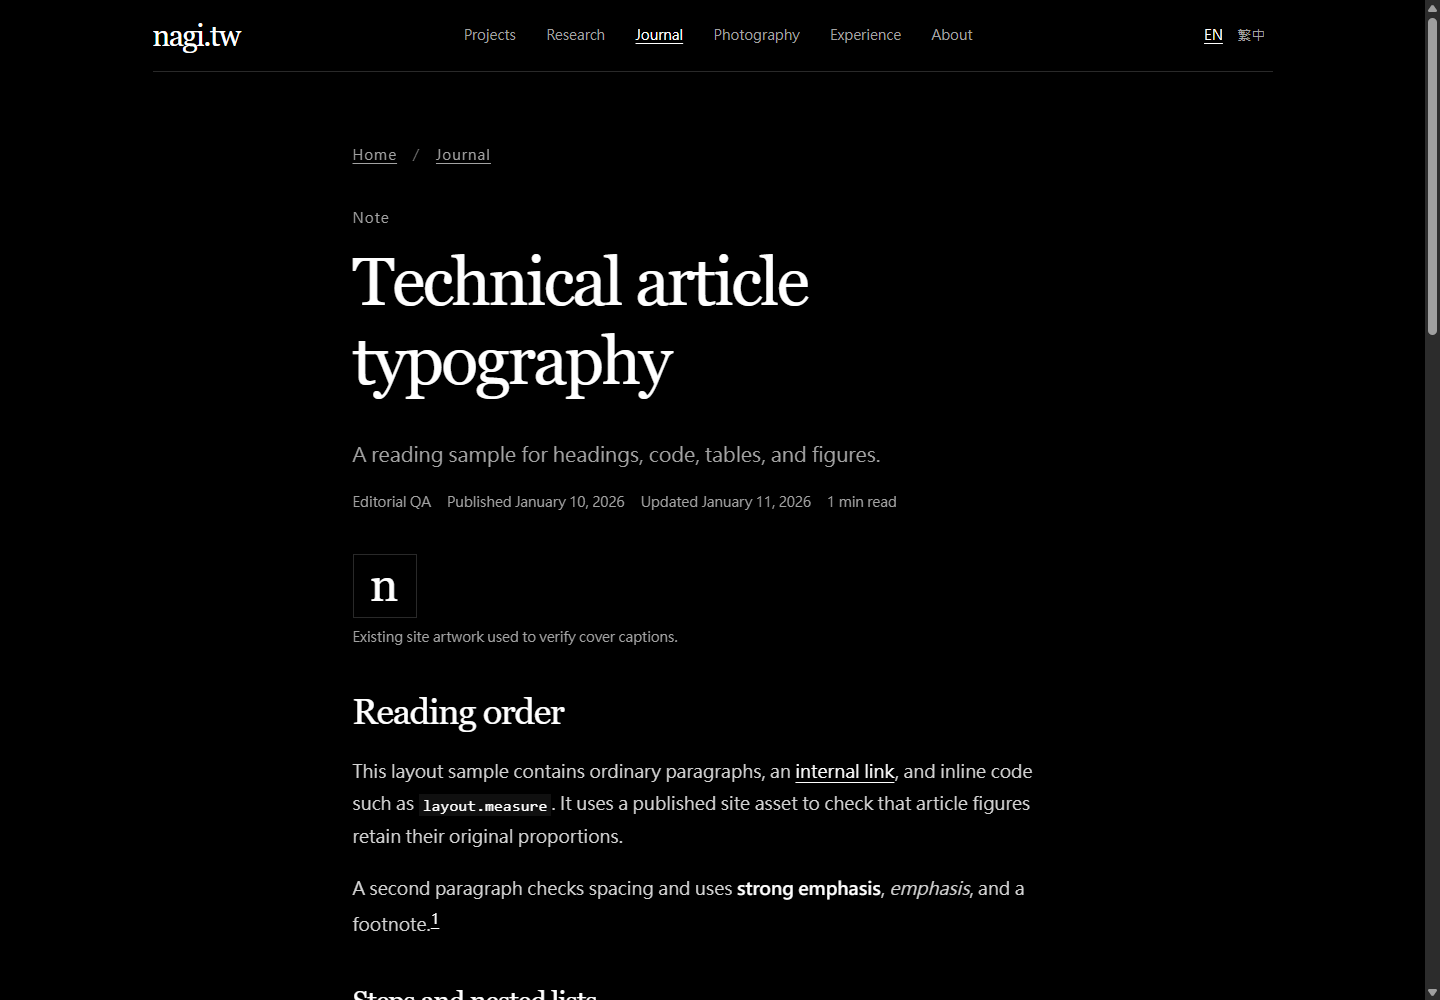 nagi.tw
Projects Research Journal Photography Experience About
EN 繁中
Home / Journal
Note
Technical article
typography
A reading sample for headings, code, tables, and figures.
Editorial QA Published January 10, 2026 Updated January 11, 2026 1 min read
n
Existing site artwork used to verify cover captions.
Reading order
This layout sample contains ordinary paragraphs, an internal link, and inline code
such as layout.measure. It uses a published site asset to check that article figures
retain their original proportions.
A second paragraph checks spacing and uses strong emphasis, emphasis, and a
footnote.1
Steps and nested lists